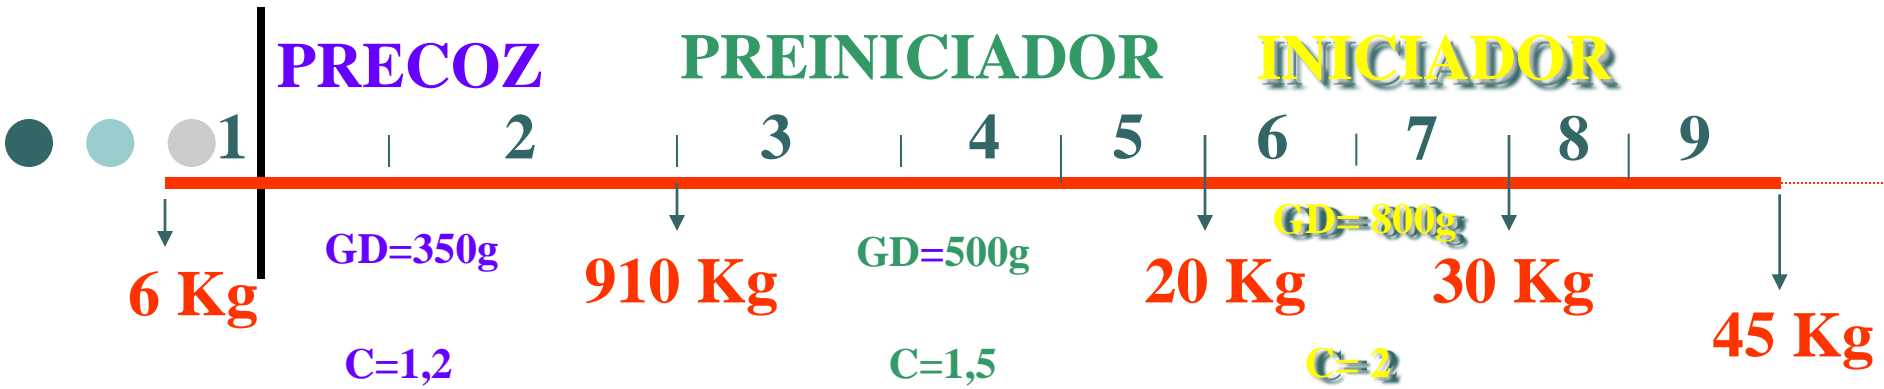 PRECOZ PREINICIADOR INICIADOR
1 2 3 4 5 6 7 8 9
GD=350g GD=500g GD=800g
6 Kg 910 Kg 20 Kg 30 Kg 45 Kg
C=1,2 C=1,5 C=2